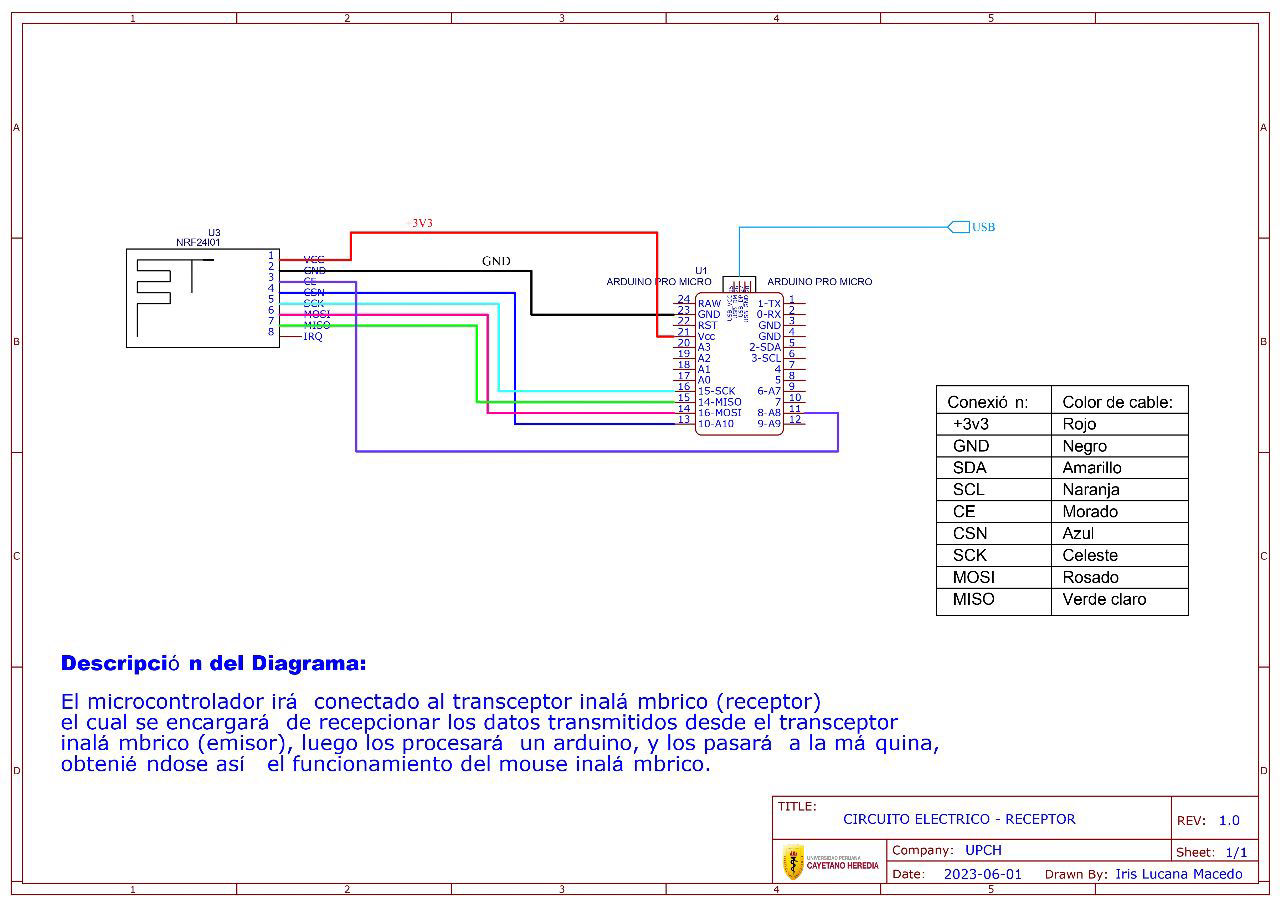 1 2 3 4 5
A A
B B
C C
D D
3V3
GND
USB
U3
NRF24l01
1 VCC
2 GND
3 CE
4 CSN
5 SCK
6 MOSI
7 MISO
8 IRQ
U1
ARDUINO PRO MICRO ARDUINO PRO MICRO
24 RAW 1-TX 1
23 GND 0-RX 2
22 RST GND 3
21 Vcc GND 4
20 A3 2-SDA 5
19 A2 3-SCL 6
18 A1 4 7
17 A0 5 8
16 15-SCK 6-A7 9
15 14-MISO 7 10
14 16-MOSI 8-A8 11
13 10-A10 9-A9 12
Conexió n: Color de cable:
+3v3 Rojo
GND Negro
SDA Amarillo
SCL Naranja
CE Morado
CSN Azul
SCK Celeste
MOSI Rosado
MISO Verde claro
Descripció n del Diagrama:
El microcontrolador irá conectado al transceptor inalá mbrico (receptor)
el cual se encargará de recepcionar los datos transmitidos desde el transceptor
inalá mbrico (emisor), luego los procesará un arduino, y los pasará a la má quina,
obtenié ndose así el funcionamiento del mouse inalá mbrico.
TITLE:
CIRCUITO ELECTRICO - RECEPTOR
REV: 1.0
UNIVERSIDAD PERUANA
CAYETANO HEREDIA
Company: UPCH
Sheet: 1/1
Date: 2023-06-01 Drawn By: Iris Lucana Macedo
1 2 3 4 5